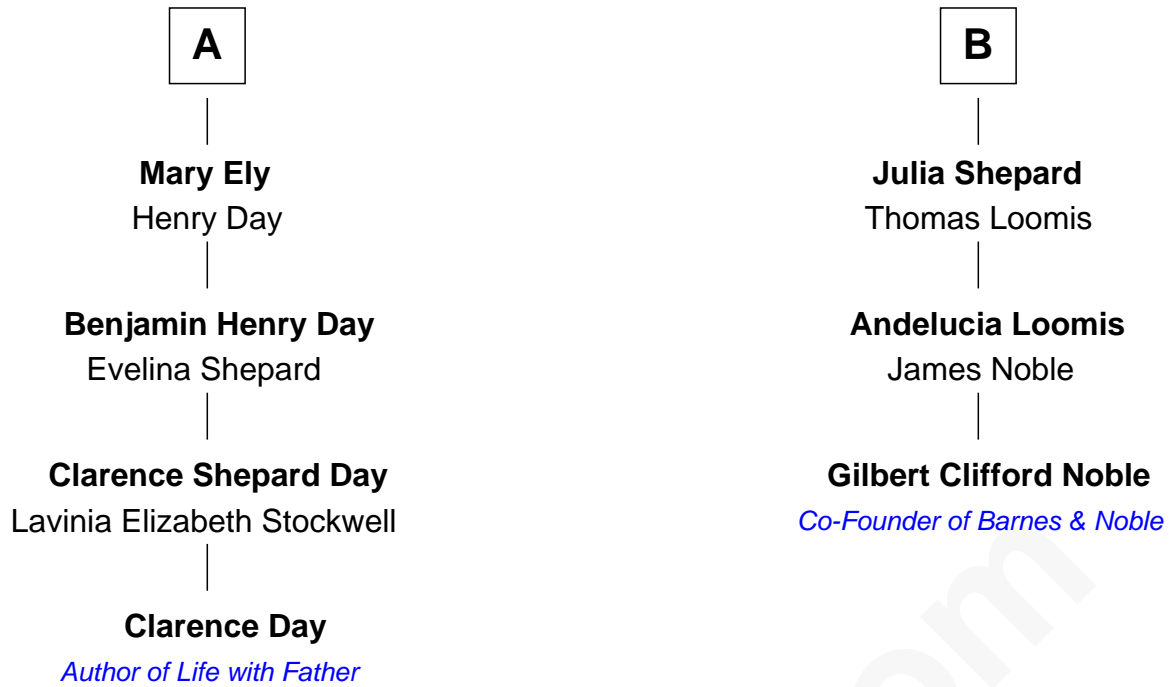 A
Mary Ely
Henry Day
Benjamin Henry Day
Evelina Shepard
Clarence Shepard Day
Lavinia Elizabeth Stockwell
Clarence Day
Author of Life with Father
B
Julia Shepard
Thomas Loomis
Andelucia Loomis
James Noble
Gilbert Clifford Noble
Co-Founder of Barnes & Noble
om